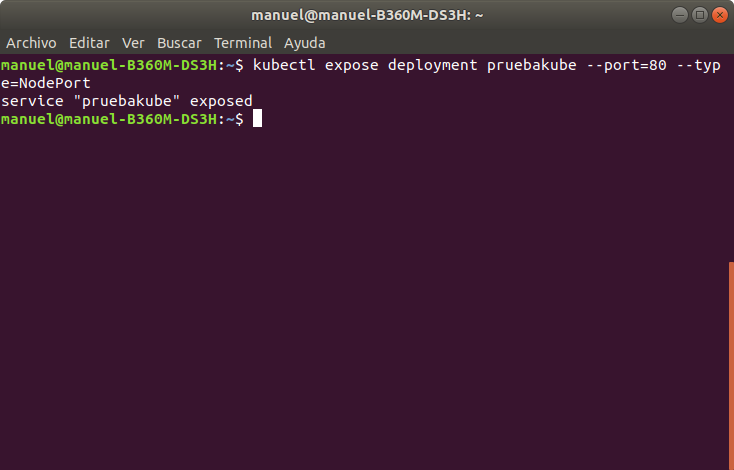 manuel@manuel-B360M-DS3H: ~
Archivo Editar Ver Buscar Terminal Ayuda
manuel@manuel-B360M-DS3H:~$ kubectl expose deployment pruebakube --port=80 --typ
e=NodePort
service "pruebakube" exposed
manuel@manuel-B360M-DS3H:~$